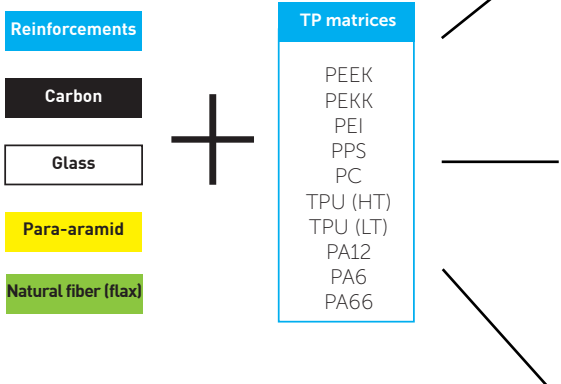 Reinforcements
Carbon
Glass
Para-aramid
Natural fiber (flax)
TP matrices
PEEK
PEKK
PEI
PPS
PC
TPU (HT)
TPU (LT)
PA12
PA6
PA66